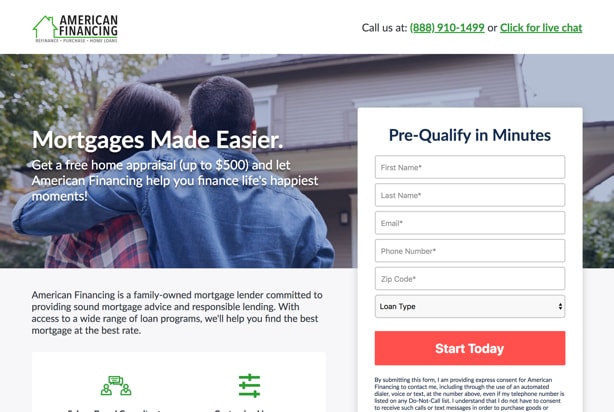 AMERICAN
FINANCING
REFINANCE • PURCHASE • HOME LOANS
Call us at: (888) 910-1499 or Click for live chat
Mortgages Made Easier.
Get a free home appraisal (up to $500) and let
American Financing help you finance life's happiest
moments!
Pre-Qualify in Minutes
First Name*
Last Name*
Email*
Phone Number*
Zip Code*
Loan Type
Start Today
By submitting this form, I am providing express consent for American
Financing to contact me, including through the use of an automated
dialer, voice or text, at the number above, even if my telephone number is
listed on any Do-Not-Call list. I understand that I do not have to consent
to receive such calls or text messages in order to purchase goods or
American Financing is a family-owned mortgage lender committed to
providing sound mortgage advice and responsible lending. With
access to a wide range of loan programs, we'll help you find the best
mortgage at the best rate.